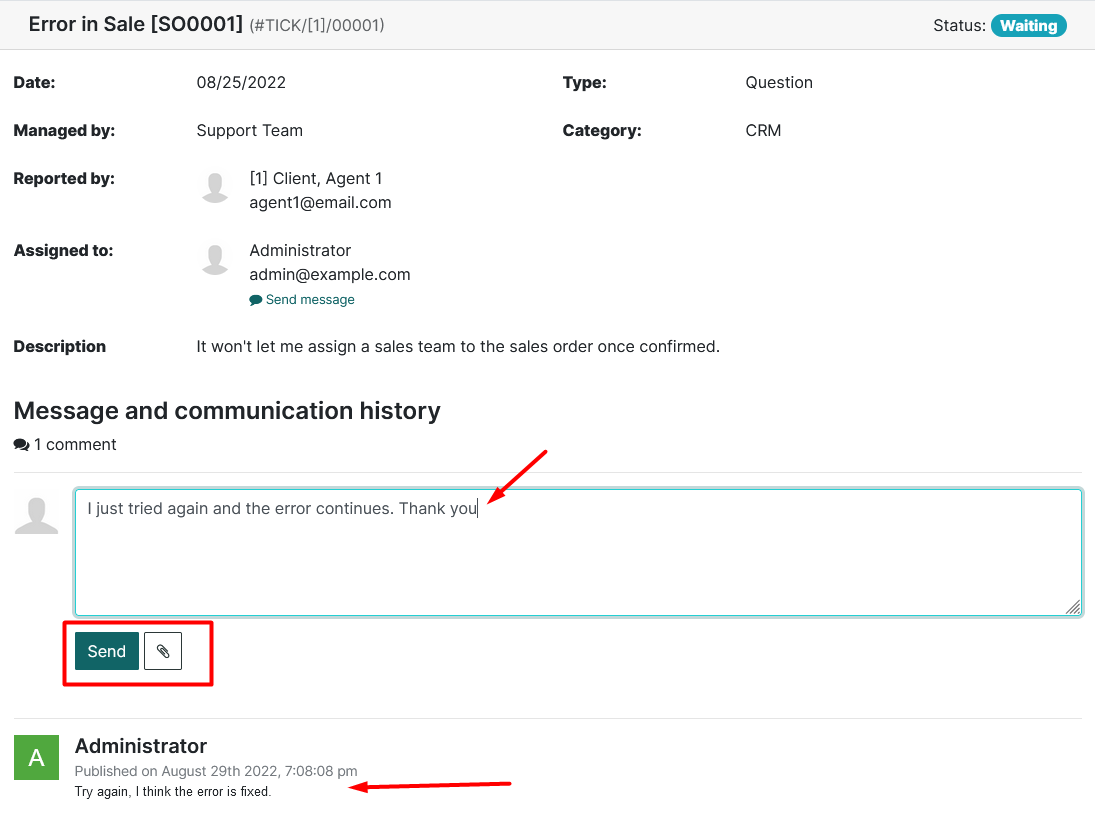 Error in Sale [SO0001] (#TICK/[1]/00001) Status: Waiting
Date: 08/25/2022 Type: Question
Managed by: Support Team Category: CRM
Reported by: [1] Client, Agent 1
agent1@email.com
Assigned to: Administrator
admin@example.com
Send message
Description It won't let me assign a sales team to the sales order once confirmed.
Message and communication history
1 comment
I just tried again and the error continues. Thank you
Send
A Administrator
Published on August 29th 2022, 7:08:08 pm
Try again, I think the error is fixed.